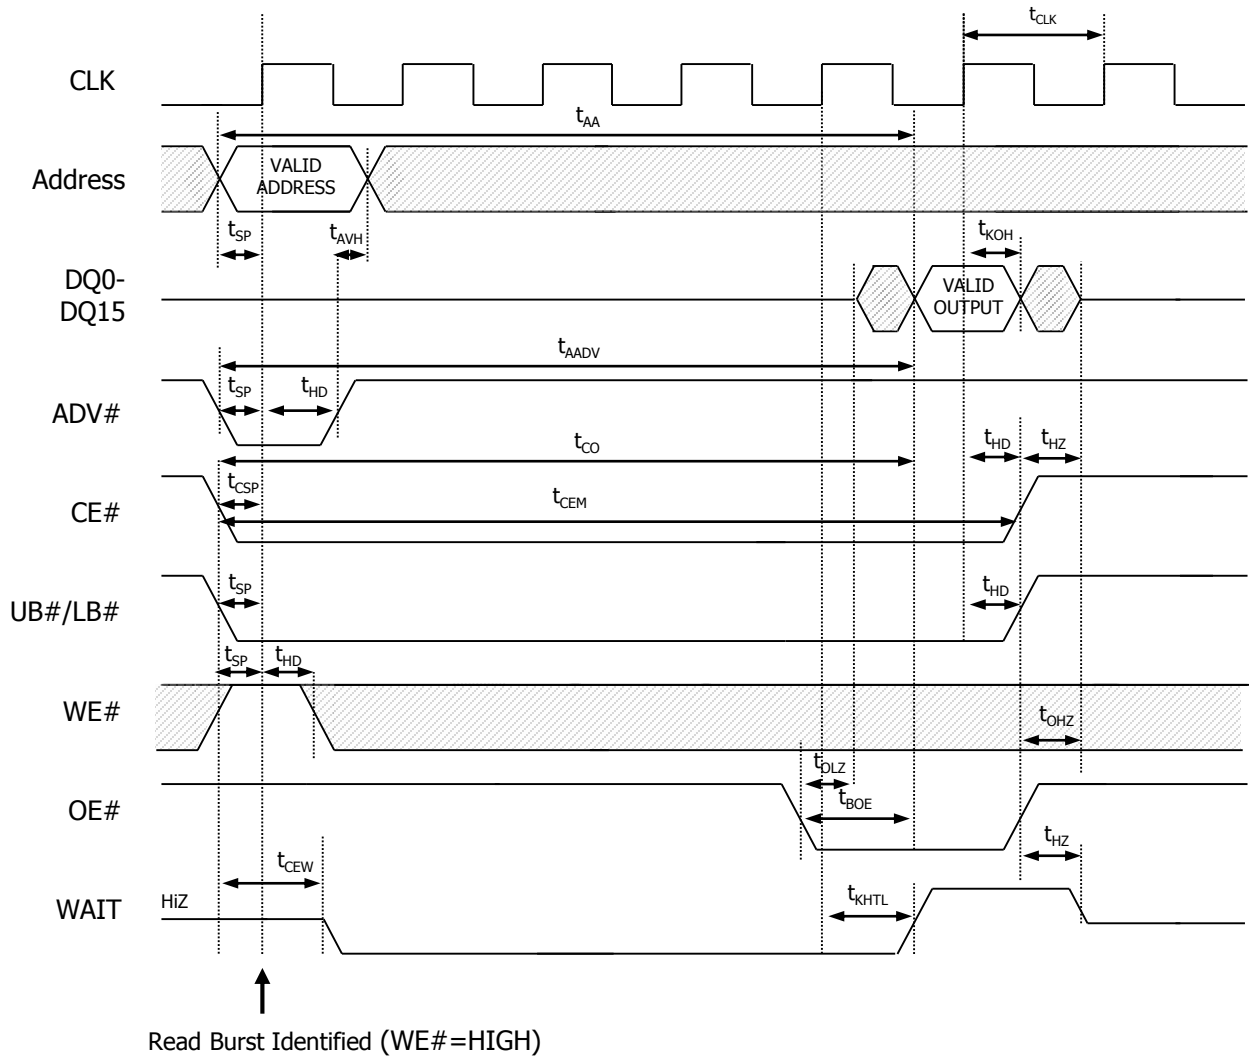 tCLK
CLK
tAA
Address
VALID
ADDRESS
tSP
tAVH
tKOH
DQ0-
DQ15
VALID
OUTPUT
tAADV
ADV#
tSP
tHD
tCO
tHD
tHZ
CE#
tCSP
tCEM
UB#/LB#
tSP
tHD
tSP
tHD
WE#
tOHZ
tOLZ
OE#
tBOE
tHZ
tCEW
WAIT
HiZ
tKHTL
Read Burst Identified (WE#=HIGH)